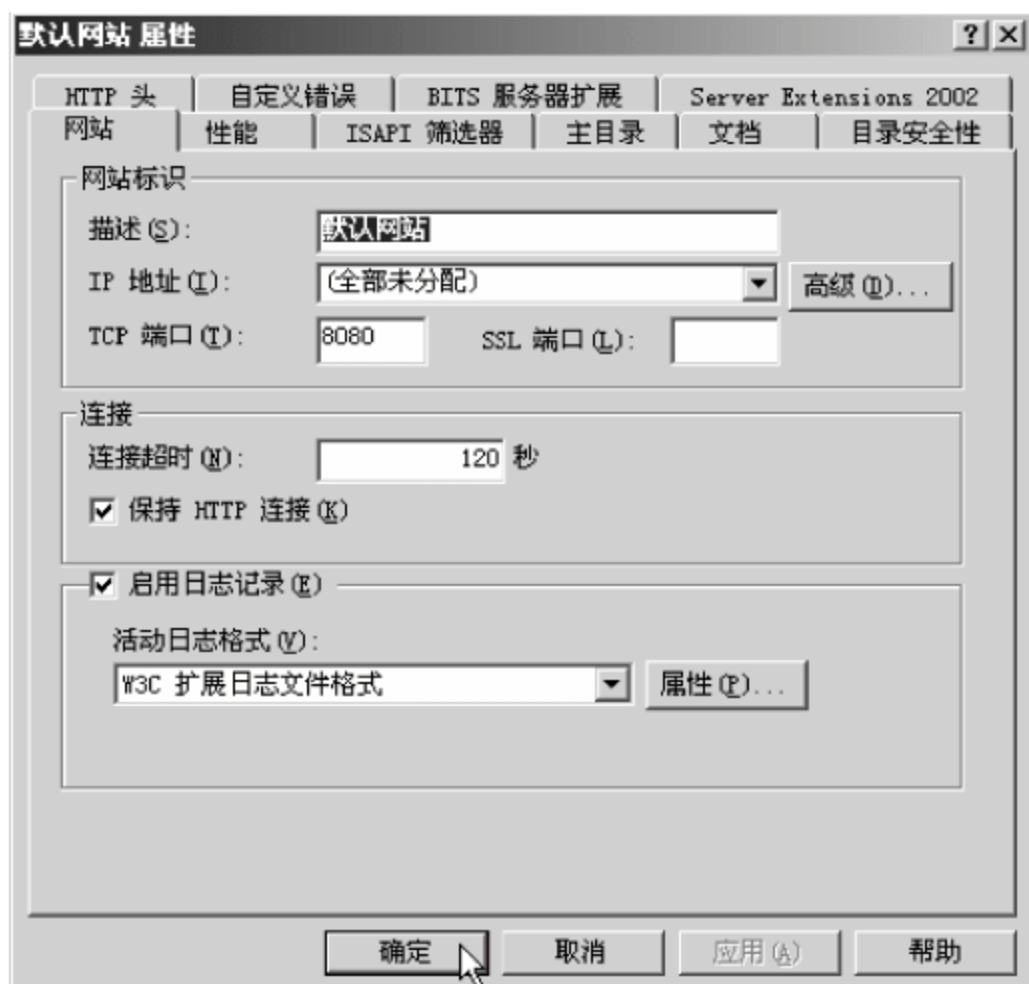 默认网站 属性
HTTP 头 自定义错误 BITS 服务器扩展 Server Extensions 2002
网站 性能 ISAPI 筛选器 主目录 文档 目录安全性
网站标识
描述(S): 默认网站
IP 地址(I): (全部未分配) 高级(D)...
TCP 端口(T): 8080 SSL 端口(L):
连接
连接超时(N): 120 秒
保持 HTTP 连接(K)
启用日志记录(E)
活动日志格式(V):
W3C 扩展日志文件格式 属性(P)...
确定 取消 应用(A) 帮助